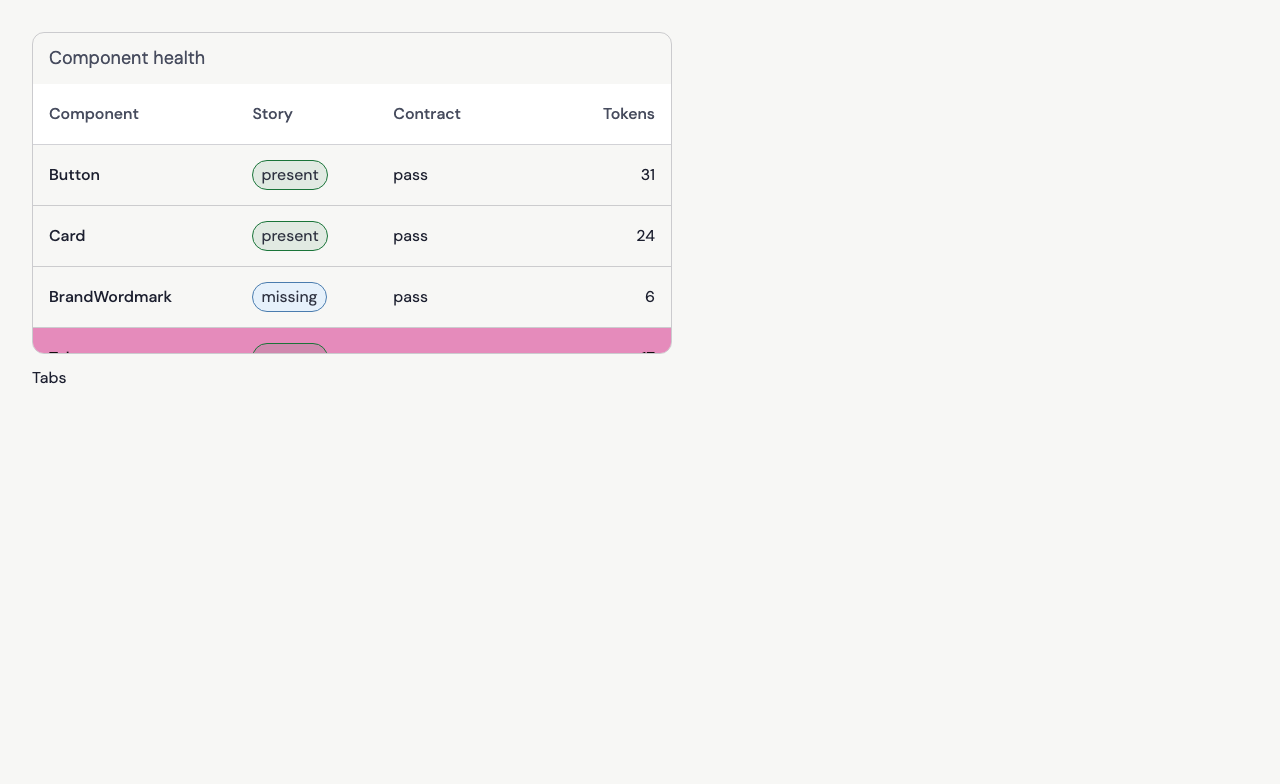 Component health
Component Story Contract Tokens
Button present pass 31
Card present pass 24
BrandWordmark missing pass 6
Tabs